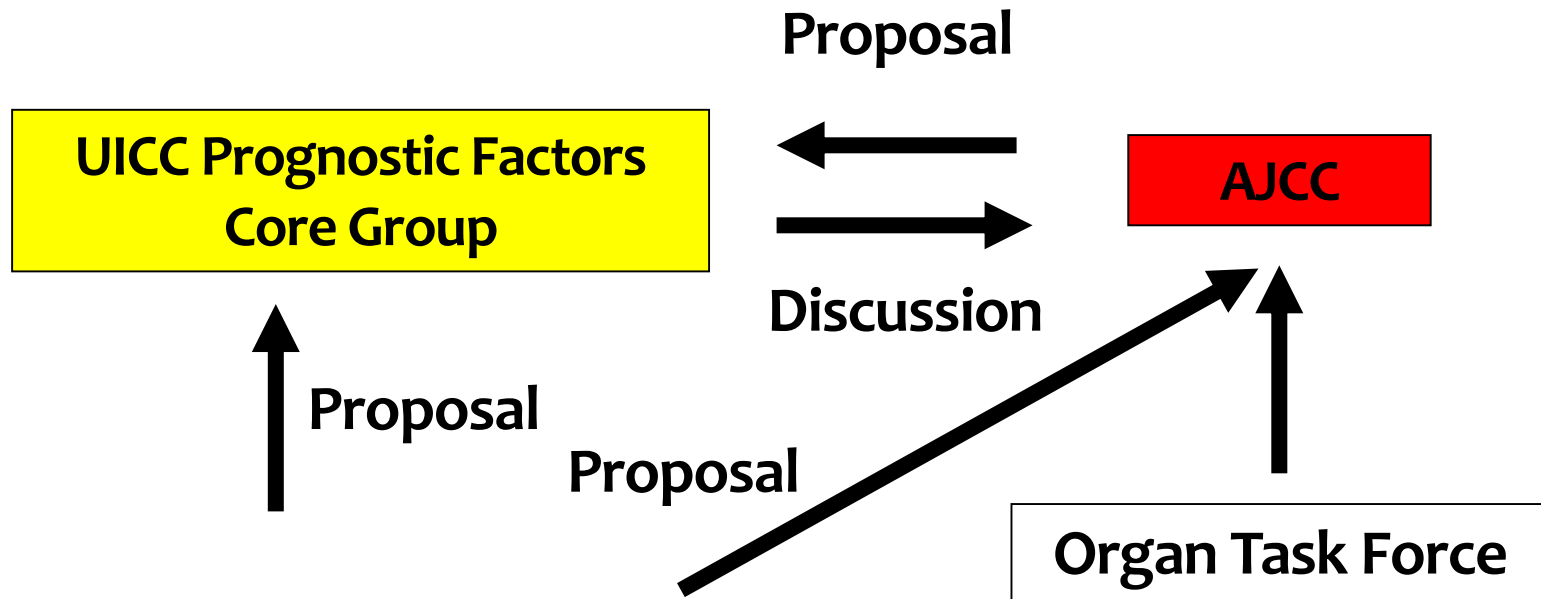 Proposal
UICC Prognostic Factors
Core Group
AJCC
Discussion
Proposal
Proposal
Organ Task Force